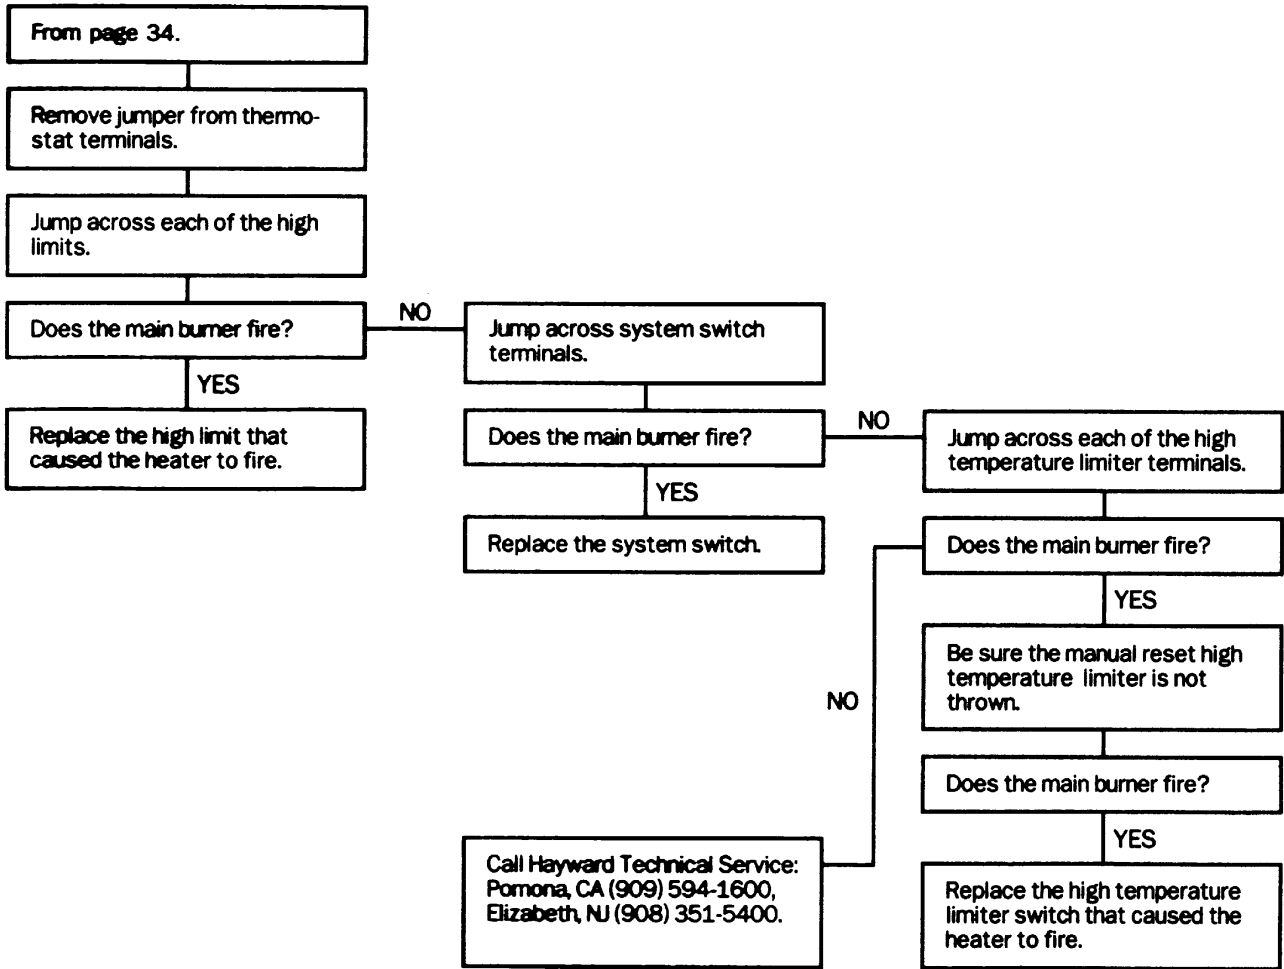 From page 34.
Remove jumper from thermo-
stat terminals.
Jump across each of the high
limits.
Does the main burner fire?
NO
YES
Replace the high limit that
caused the heater to fire.
Jump across system switch
terminals.
Does the main burner fire?
NO
YES
Replace the system switch.
Jump across each of the high
temperature limiter terminals.
Does the main burner fire?
YES
NO
Be sure the manual reset high
temperature limiter is not
thrown.
Does the main burner fire?
YES
Replace the high temperature
limiter switch that caused the
heater to fire.
Call Hayward Technical Service:
Pomona, CA (909) 594-1600,
Elizabeth, NJ (908) 351-5400.